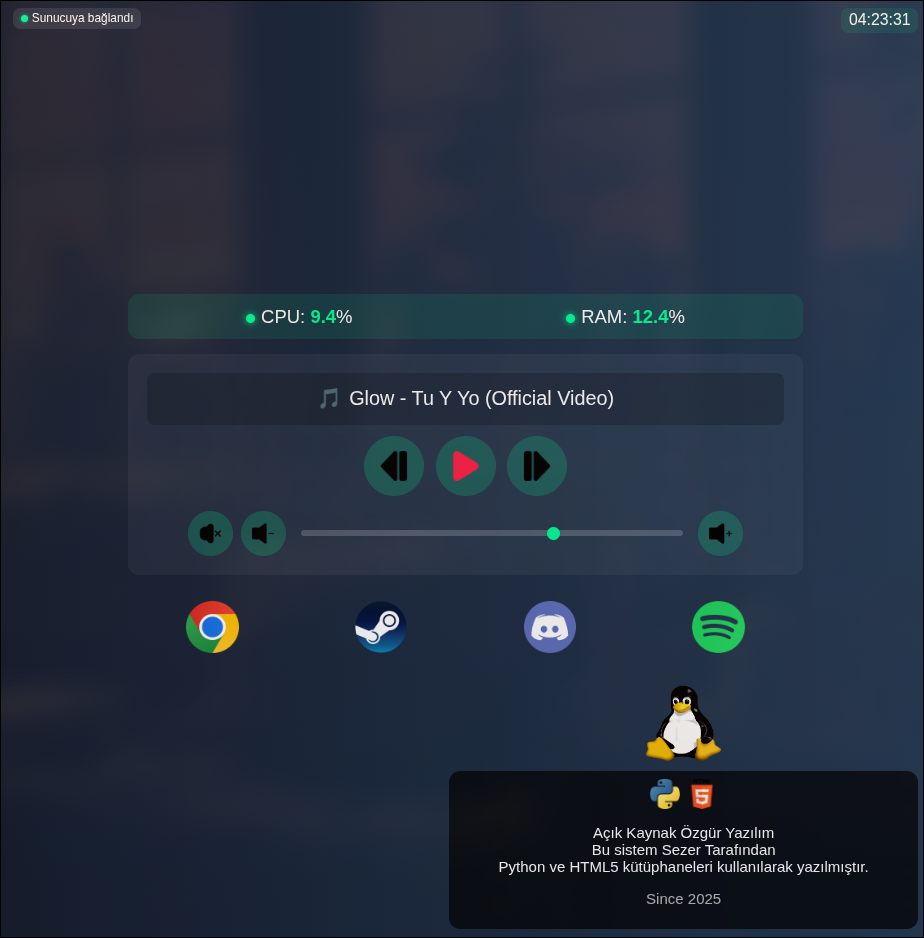 Sunucuya bağlandı
04:23:31
CPU: 9.4%
RAM: 12.4%
Glow - Tu Y Yo (Official Video)
Açık Kaynak Özgür Yazılım
Bu sistem Sezer Tarafından
Python ve HTML5 kütüphaneleri kullanılarak yazılmıştır.
Since 2025